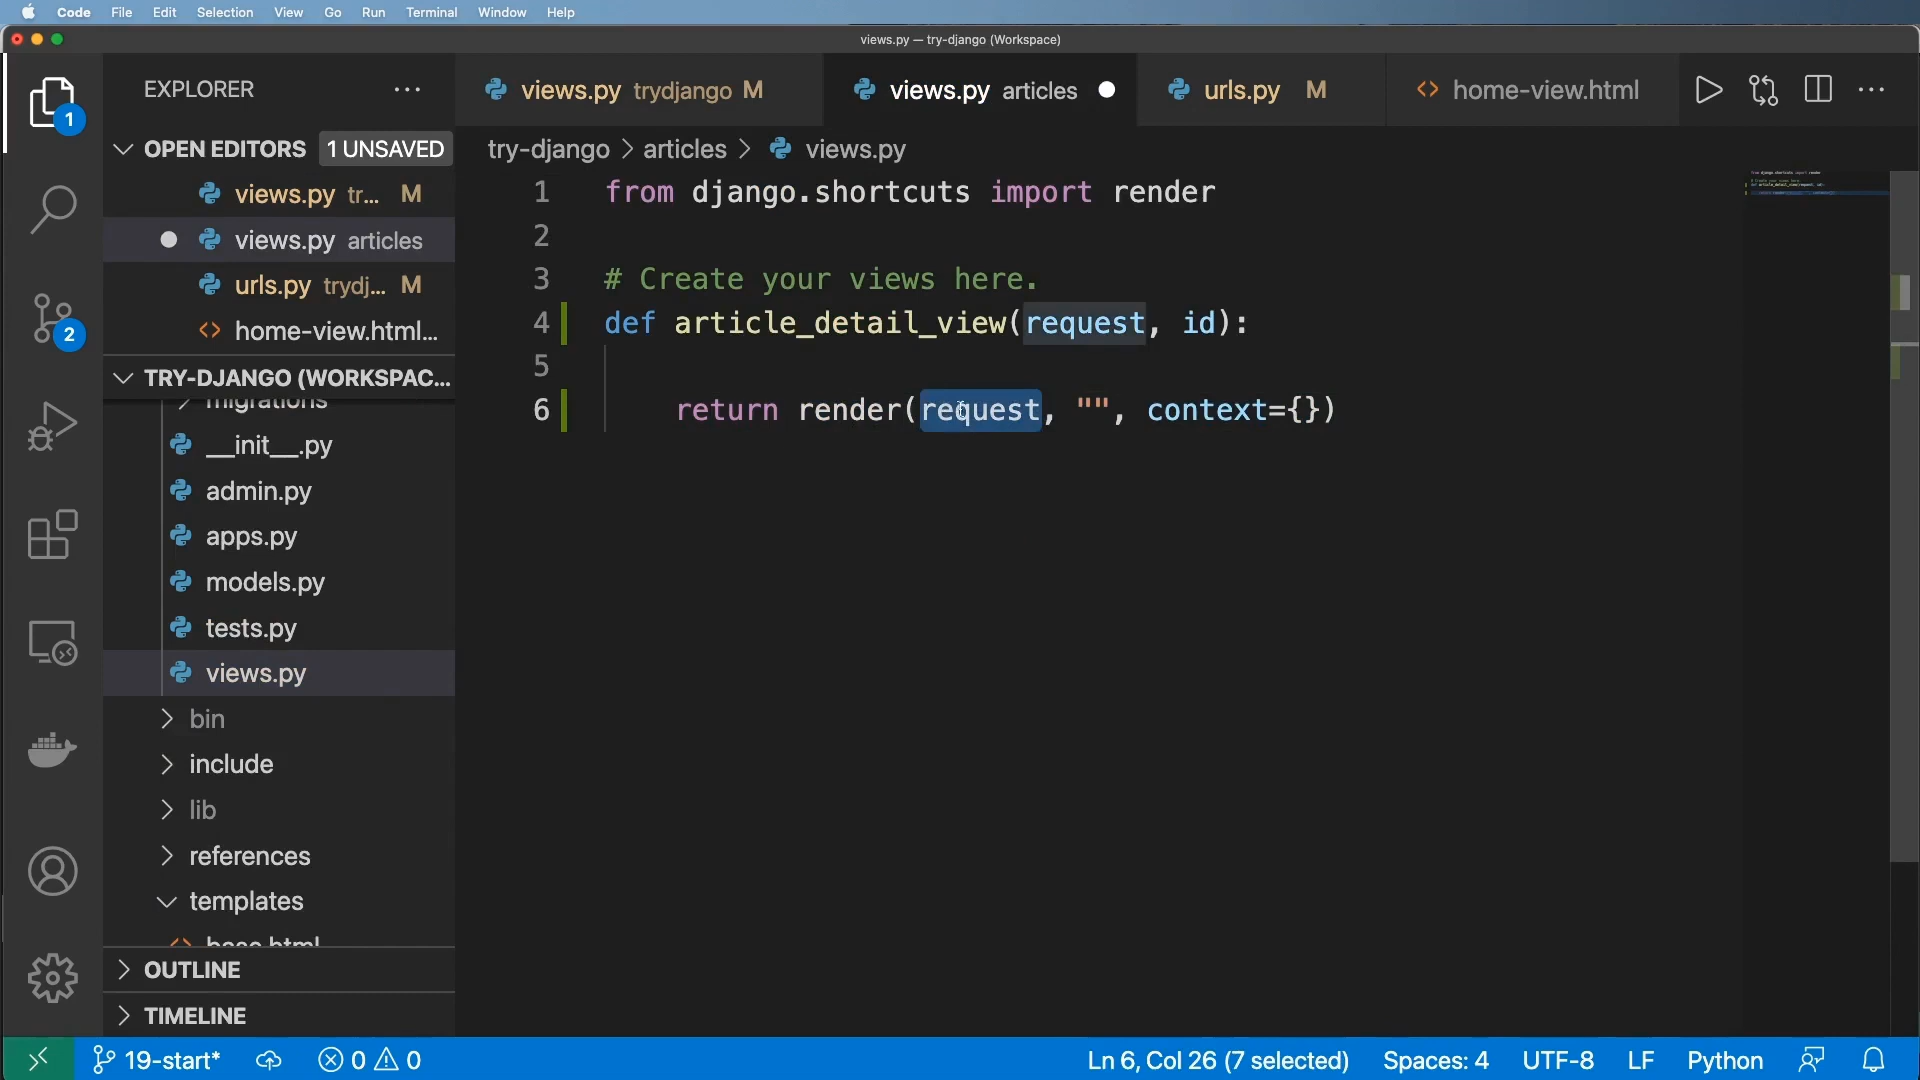 Code File Edit Selection View Go Run Terminal Window Help
views.py — try-django (Workspace)
EXPLORER
views.py trydjango M
views.py articles
urls.py M
home-view.html
1
OPEN EDITORS 1 UNSAVED
views.py tr... M
views.py articles
urls.py trydj... M
home-view.html...
TRY-DJANGO (WORKSPAC...
migrations
__init__.py
admin.py
apps.py
models.py
tests.py
views.py
bin
include
lib
references
templates
base.html
OUTLINE
TIMELINE
2
try-django > articles > views.py
1 from django.shortcuts import render
2
3 # Create your views here.
4 def article_detail_view(request, id):
5
6 return render(request, "", context={})
19-start* 0 0
Ln 6, Col 26 (7 selected) Spaces: 4 UTF-8 LF Python